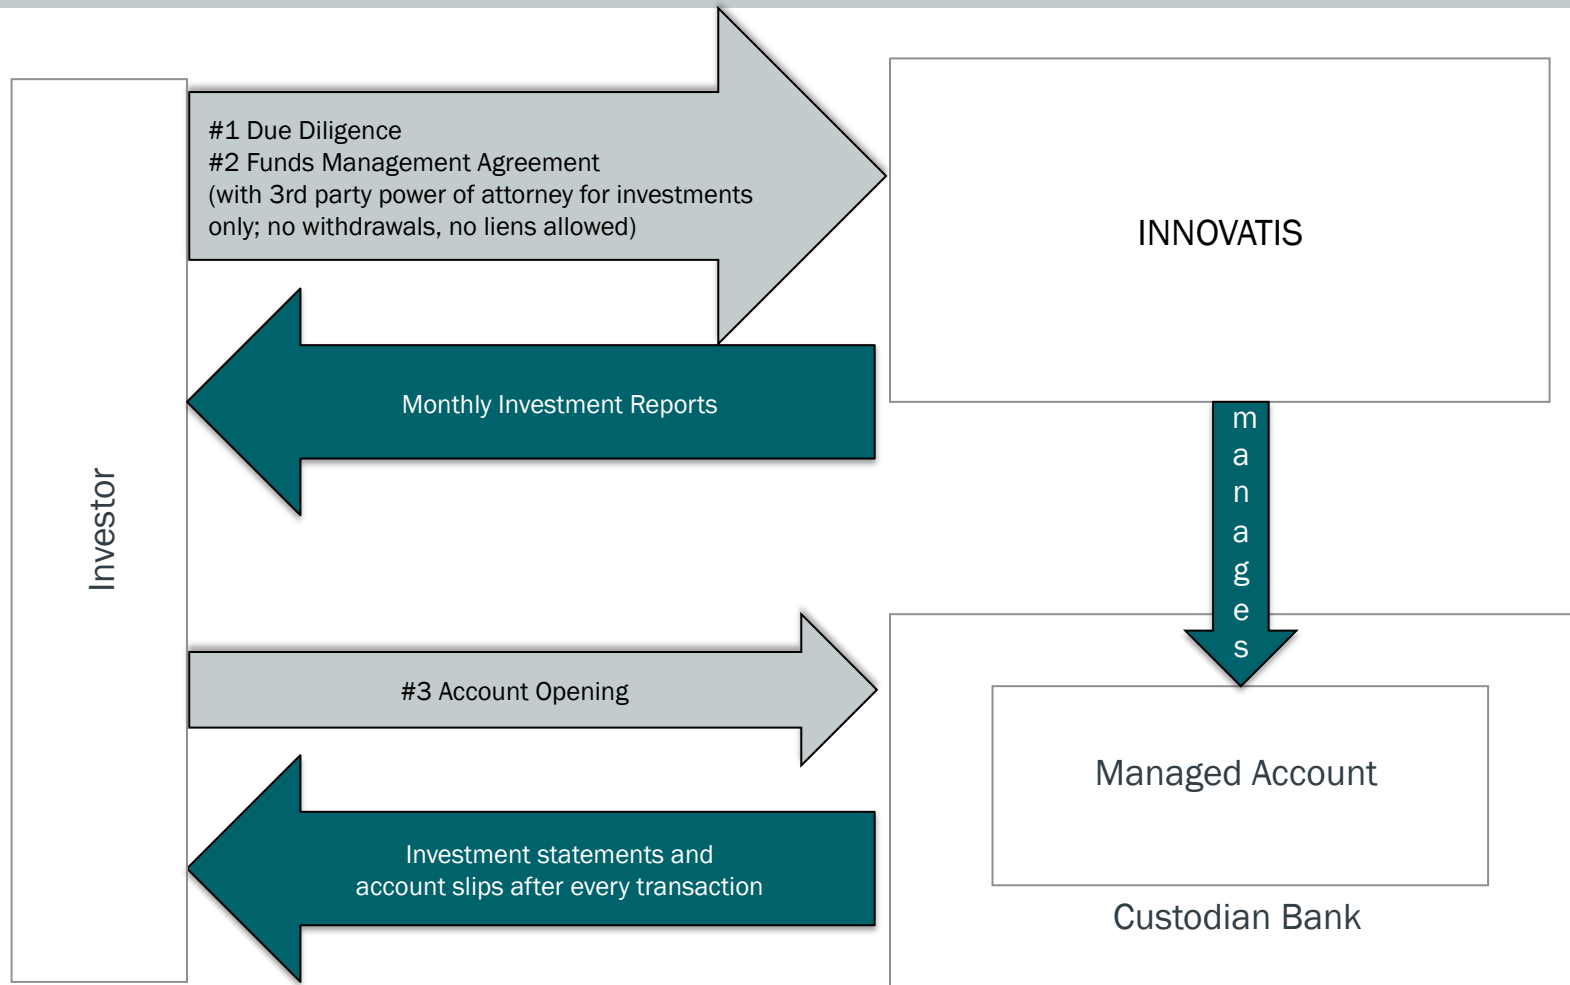 #1 Due Diligence
#2 Funds Management Agreement
(with 3rd party power of attorney for investments
only; no withdrawals, no liens allowed)
INNOVATIS
Monthly Investment Reports
manages
Investor
#3 Account Opening
Managed Account
Investment statements and
account slips after every transaction
Custodian Bank